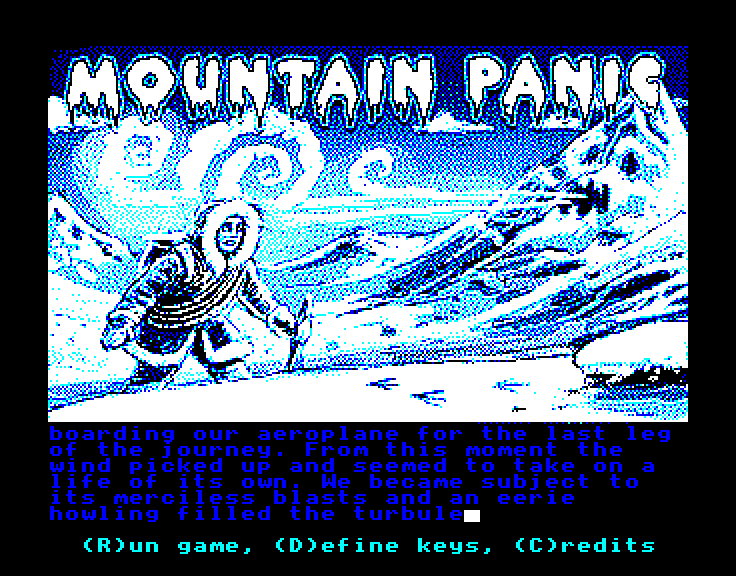 MOUNTAIN PANIC
boarding our aeroplane for the last leg
of the journey. From this moment the
wind picked up and seemed to take on a
life of its own. We became subject to
its merciless blasts and an eerie
howling filled the turbule
(R)un game, (D)efine keys, (C)redits